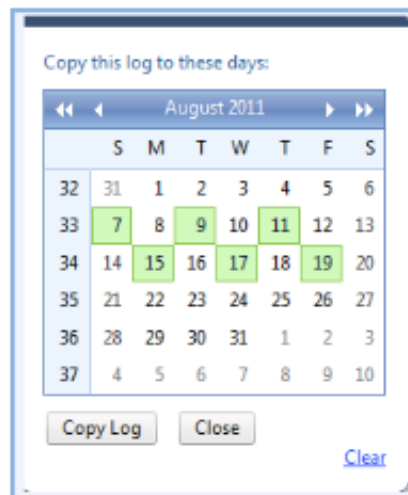 Copy this log to these days:
August 2011
S M T W T F S
32 31 1 2 3 4 5 6
33 7 8 9 10 11 12 13
34 14 15 16 17 18 19 20
35 21 22 23 24 25 26 27
36 28 29 30 31 1 2 3
37 4 5 6 7 8 9 10
Copy Log Close
Clear